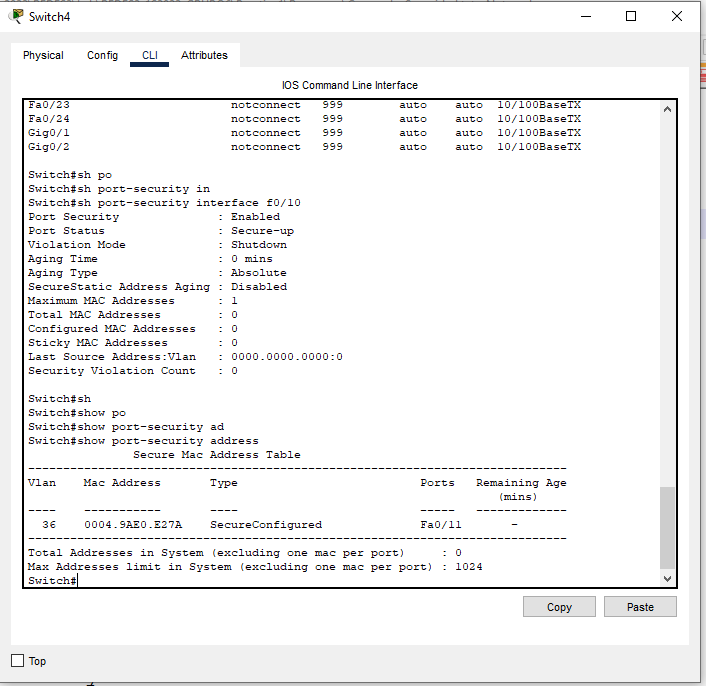 Switch4
Physical Config CLI Attributes
IOS Command Line Interface
Fa0/23 notconnect 999 auto auto 10/100BaseTX
Fa0/24 notconnect 999 auto auto 10/100BaseTX
Gig0/1 notconnect 999 auto auto 10/100BaseTX
Gig0/2 notconnect 999 auto auto 10/100BaseTX
Switch#sh po
Switch#sh port-security in
Switch#sh port-security interface f0/10
Port Security : Enabled
Port Status : Secure-up
Violation Mode : Shutdown
Aging Time : 0 mins
Aging Type : Absolute
SecureStatic Address Aging : Disabled
Maximum MAC Addresses : 1
Total MAC Addresses : 0
Configured MAC Addresses : 0
Sticky MAC Addresses : 0
Last Source Address:Vlan : 0000.0000.0000:0
Security Violation Count : 0
Switch#sh
Switch#show po
Switch#show port-security ad
Switch#show port-security address
Secure Mac Address Table
-----------------------------------------------------------------------------
Vlan Mac Address Type Ports Remaining Age
(mins)
---- ----------- ---- ----- -------------
36 0004.9AE0.E27A SecureConfigured Fa0/11 -
-----------------------------------------------------------------------------
Total Addresses in System (excluding one mac per port) : 0
Max Addresses limit in System (excluding one mac per port) : 1024
Switch#
Copy Paste
Top